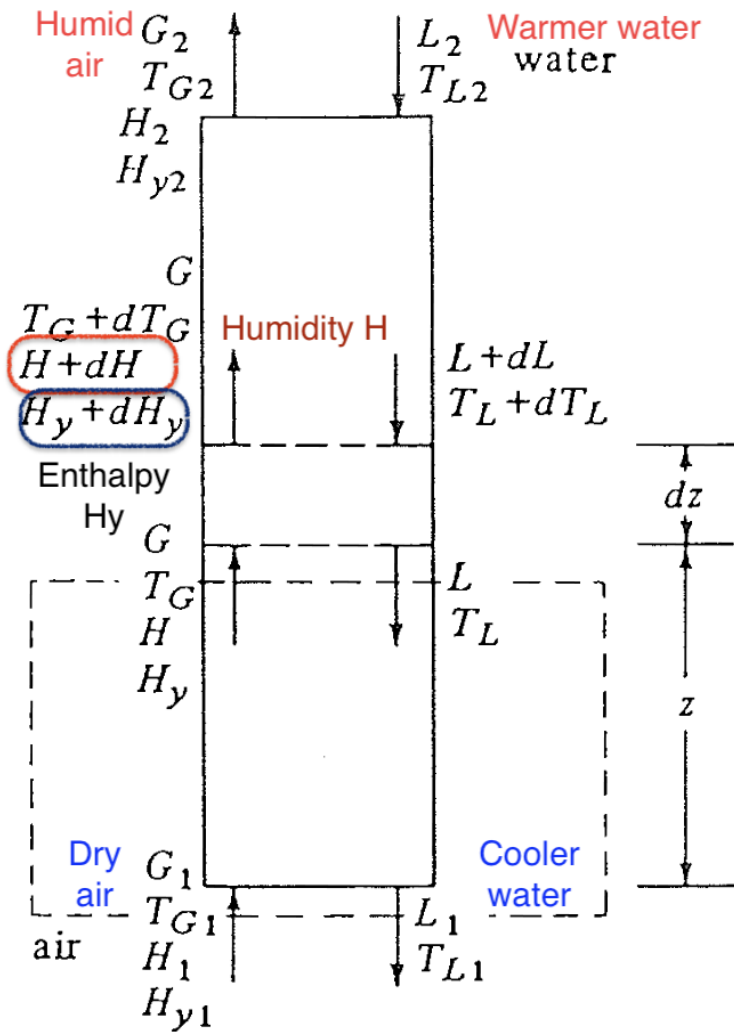 Humid air
G2
TG2
H2
Hy2
L2
TL2
Warmer water
water
G
TG + dTG
H + dH
Hy + dHy
Enthalpy
Hy
Humidity H
L + dL
TL + dTL
dz
G
TG
H
Hy
L
TL
z
Dry air
G1
TG1
H1
Hy1
air
Cooler water
L1
TL1